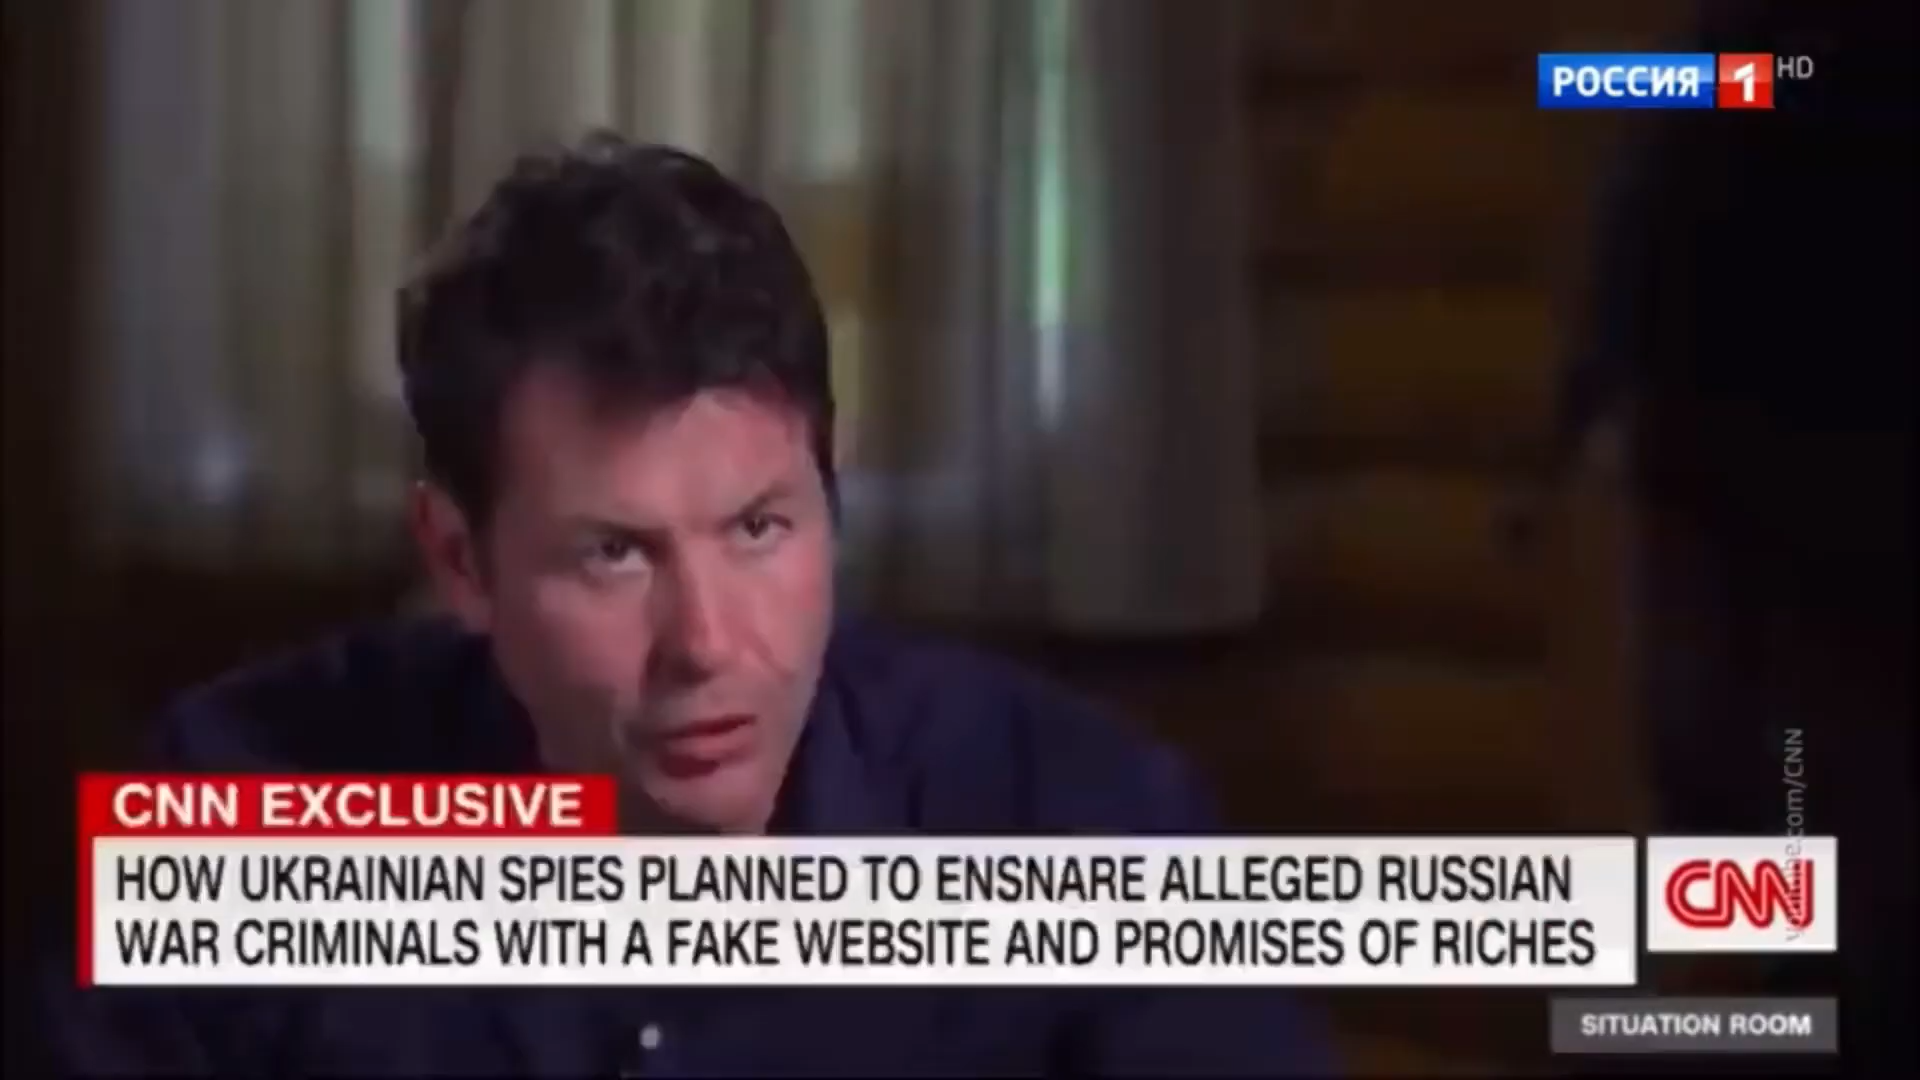 РОССИЯ 1 HD
CNN EXCLUSIVE
HOW UKRAINIAN SPIES PLANNED TO ENSNARE ALLEGED RUSSIAN
WAR CRIMINALS WITH A FAKE WEBSITE AND PROMISES OF RICHES
CNN
SITUATION ROOM